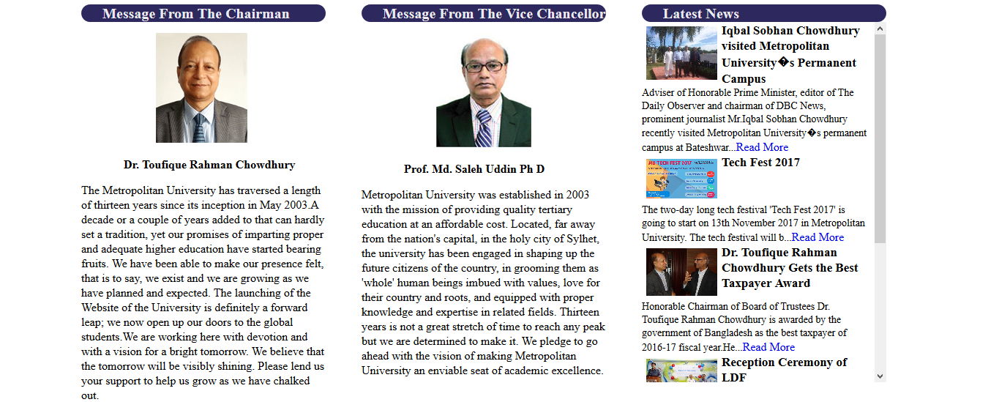 Message From The Chairman
Dr. Toufique Rahman Chowdhury
The Metropolitan University has traversed a length
of thirteen years since its inception in May 2003.A
decade or a couple of years added to that can hardly
set a tradition, yet our promises of imparting proper
and adequate higher education have started bearing
fruits. We have been able to make our presence felt,
that is to say, we exist and we are growing as we
have planned and expected. The launching of the
Website of the University is definitely a forward
leap; we now open up our doors to the global
students.We are working here with devotion and
with a vision for a bright tomorrow. We believe that
the tomorrow will be visibly shining. Please lend us
your support to help us grow as we have chalked
out.
Message From The Vice Chancellor
Prof. Md. Saleh Uddin Ph D
Metropolitan University was established in 2003
with the mission of providing quality tertiary
education at an affordable cost. Located, far away
from the nation's capital, in the holy city of Sylhet,
the university has been engaged in shaping up the
future citizens of the country, in grooming them as
'whole' human beings imbued with values, love for
their country and roots, and equipped with proper
knowledge and expertise in related fields. Thirteen
years is not a great stretch of time to reach any peak
but we are determined to make it. We pledge to go
ahead with the vision of making Metropolitan
University an enviable seat of academic excellence.
Latest News
Iqbal Sobhan Chowdhury
visited Metropolitan
University�s Permanent
Campus
Adviser of Honorable Prime Minister, editor of The
Daily Observer and chairman of DBC News,
prominent journalist Mr.Iqbal Sobhan Chowdhury
recently visited Metropolitan University�s permanent
campus at Bateshwar...Read More
MU TECH FEST 2017
Tech Fest 2017
The two-day long tech festival 'Tech Fest 2017' is
going to start on 13th November 2017 in Metropolitan
University. The tech festival will b...Read More
Dr. Toufique Rahman
Chowdhury Gets the Best
Taxpayer Award
Honorable Chairman of Board of Trustees Dr.
Toufique Rahman Chowdhury is awarded by the
government of Bangladesh as the best taxpayer of
2016-17 fiscal year.He...Read More
Reception Ceremony of
LDF